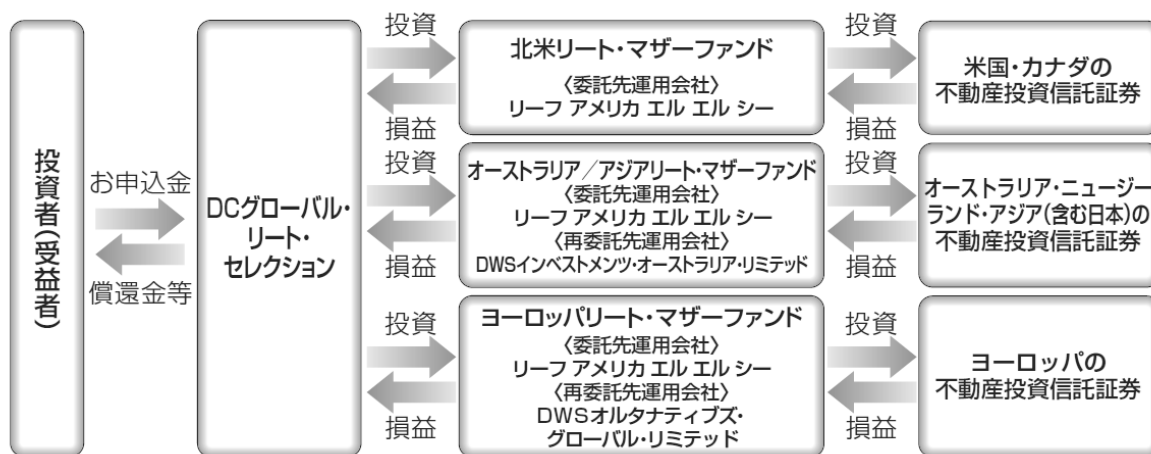 投資者(受益者)
お申込金
償還金等
DCグローバル・
リート・
セレクション
投資
損益
北米リート・マザーファンド
〈委託先運用会社〉
リーフ アメリカ エル エル シー
投資
損益
米国・カナダの
不動産投資信託証券
投資
損益
オーストラリア/アジアリート・マザーファンド
〈委託先運用会社〉
リーフ アメリカ エル エル シー
〈再委託先運用会社〉
DWSインベストメンツ・オーストラリア・リミテッド
投資
損益
オーストラリア・ニュージー
ランド・アジア(含む日本)の
不動産投資信託証券
投資
損益
ヨーロッパリート・マザーファンド
〈委託先運用会社〉
リーフ アメリカ エル エル シー
〈再委託先運用会社〉
DWSオルタナティブズ・
グローバル・リミテッド
投資
損益
ヨーロッパの
不動産投資信託証券